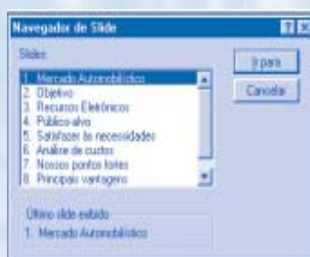 Navegador de Slide
Slides:
Ir para
1. Mercado Automobilístico
Cancelar
2. Objetivo
3. Recursos Eletrônicos
4. Público-alvo
5. Satisfazer às necessidades
6. Análise de custos
7. Nossos pontos fortes
8. Principais vantagens
Último slide exibido
1. Mercado Automobilístico